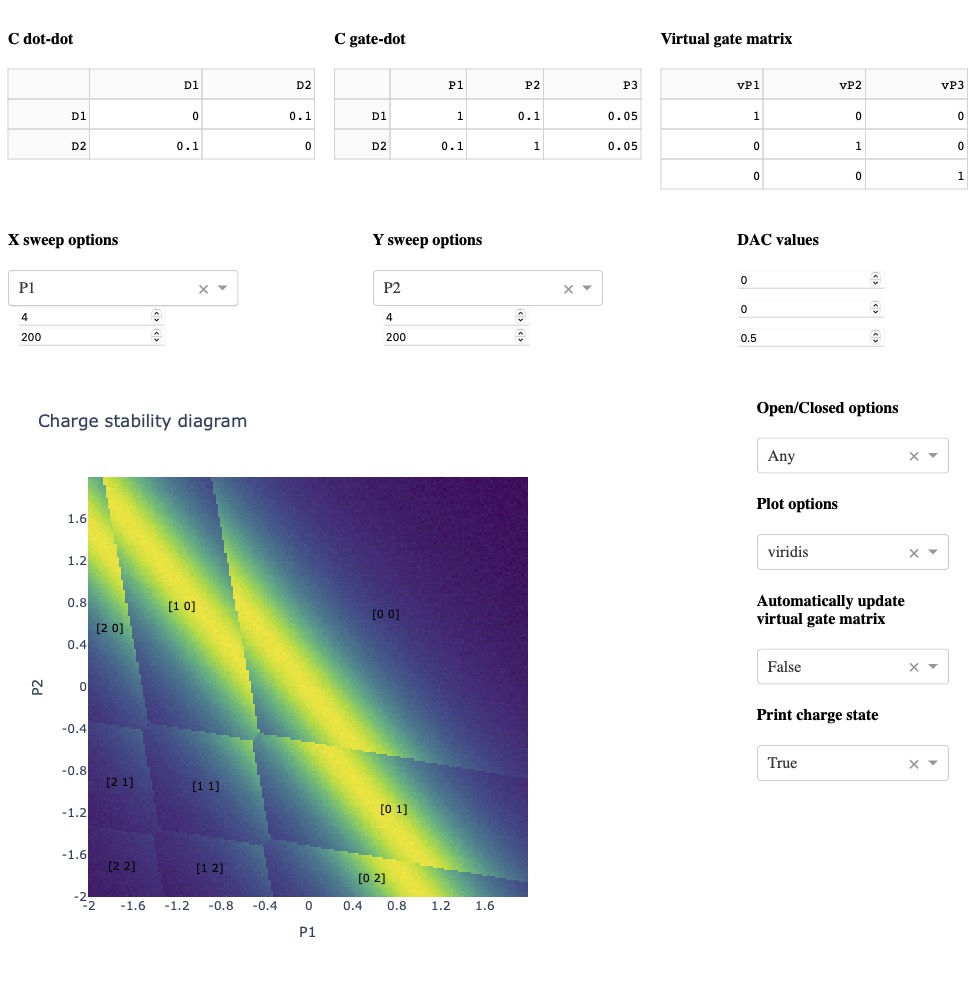 C dot-dot
D1 D2
D1 0 0.1
D2 0.1 0
C gate-dot
P1 P2 P3
D1 1 0.1 0.05
D2 0.1 1 0.05
Virtual gate matrix
vP1 vP2 vP3
1 0 0
0 1 0
0 0 1
X sweep options
P1
4
200
Y sweep options
P2
4
200
DAC values
0
0
0.5
Charge stability diagram
P2
1.6
1.2
0.8
0.4
0
-0.4
-0.8
-1.2
-1.6
-2
[1 0]
[0 0]
[2 0]
[2 1]
[1 1]
[0 1]
[2 2]
[1 2]
[0 2]
-2 -1.6 -1.2 -0.8 -0.4 0 0.4 0.8 1.2 1.6
P1
Open/Closed options
Any
Plot options
viridis
Automatically update
virtual gate matrix
False
Print charge state
True